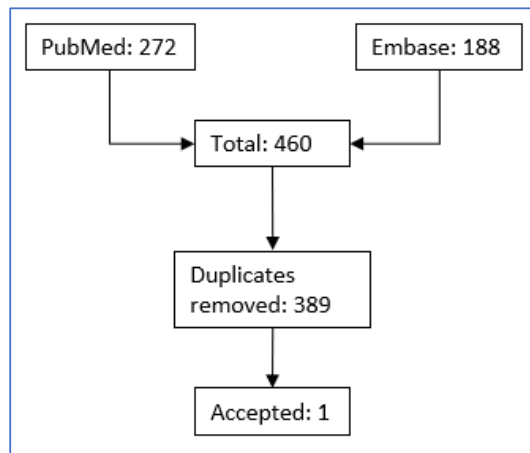 PubMed: 272
Embase: 188
Total: 460
Duplicates
removed: 389
Accepted: 1